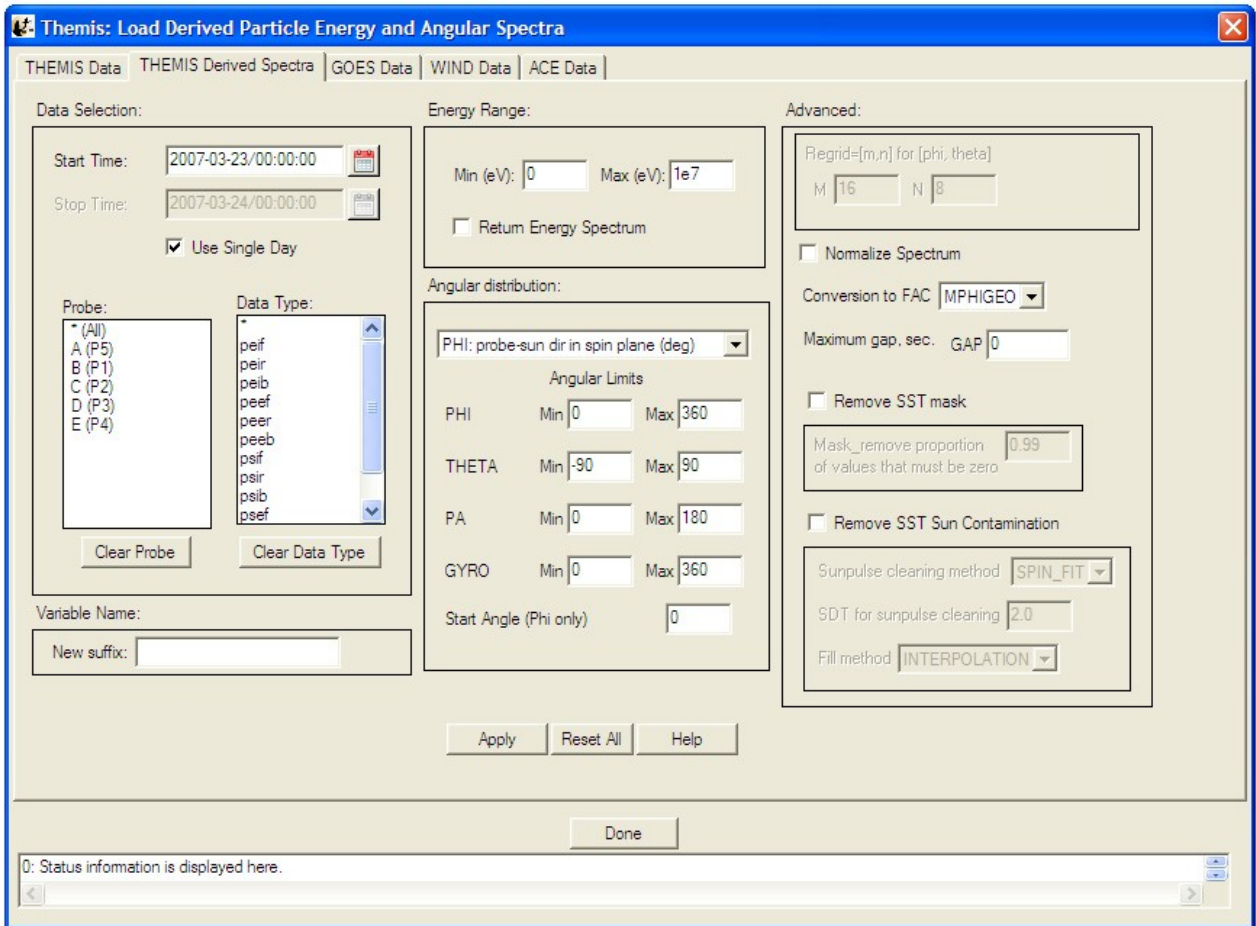 Themis: Load Derived Particle Energy and Angular Spectra
THEMIS Data THEMIS Derived Spectra GOES Data WIND Data ACE Data
Data Selection:
Start Time: 2007-03-23/00:00:00
Stop Time: 2007-03-24/00:00:00
Use Single Day
Probe:
* (All)
A (P5)
B (P1)
C (P2)
D (P3)
E (P4)
Clear Probe
Data Type:
*
peif
peir
peib
peef
peer
peeb
psif
psir
psib
psef
Clear Data Type
Variable Name:
New suffix:
Energy Range:
Min (eV): 0 Max (eV): 1e7
Return Energy Spectrum
Angular distribution:
PHI: probe-sun dir in spin plane (deg)
Angular Limits
PHI Min 0 Max 360
THETA Min -90 Max 90
PA Min 0 Max 180
GYRO Min 0 Max 360
Start Angle (Phi only) 0
Advanced:
Regrid=[m,n] for [phi, theta]
M 16 N 8
Normalize Spectrum
Conversion to FAC MPHIGEO
Maximum gap, sec. GAP 0
Remove SST mask
Mask_remove proportion 0.99
of values that must be zero
Remove SST Sun Contamination
Sunpulse cleaning method SPIN_FIT
SDT for sunpulse cleaning 2.0
Fill method INTERPOLATION
Apply Reset All Help
Done
0: Status information is displayed here.